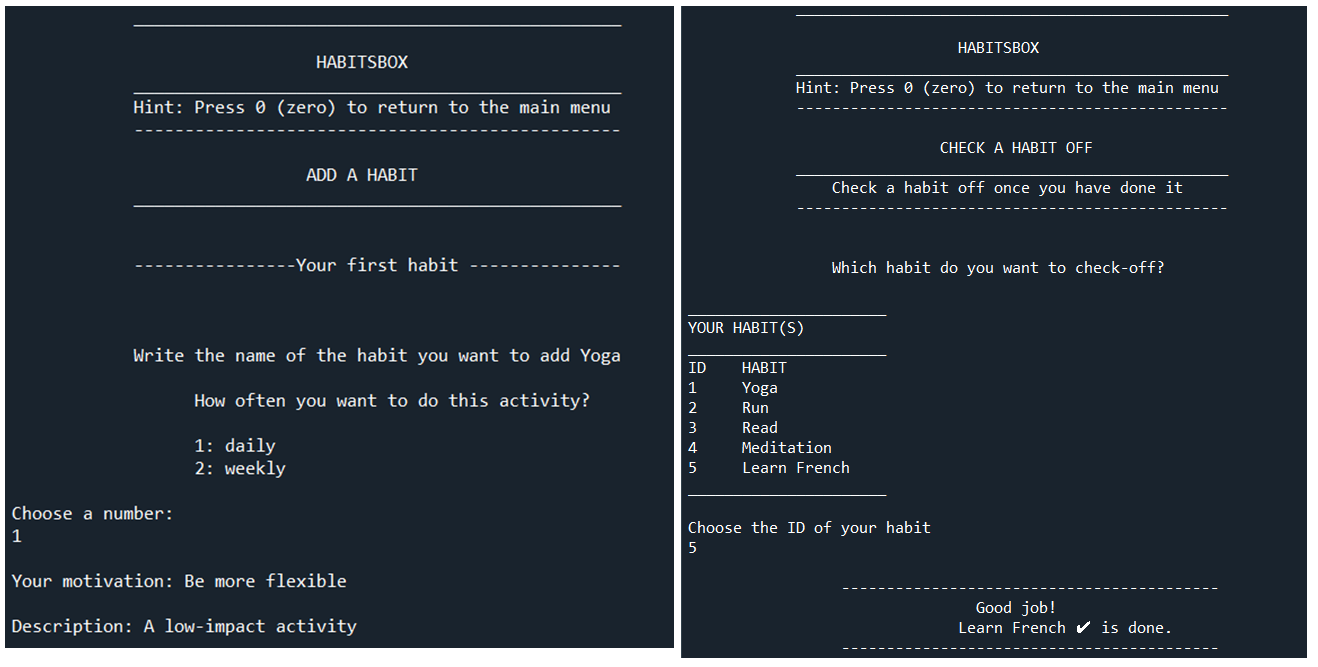 HABITSBOX
Hint: Press 0 (zero) to return to the main menu
ADD A HABIT
----------------Your first habit ---------------
Write the name of the habit you want to add Yoga
How often you want to do this activity?
1: daily
2: weekly
Choose a number:
1
Your motivation: Be more flexible
Description: A low-impact activity
HABITSBOX
Hint: Press 0 (zero) to return to the main menu
CHECK A HABIT OFF
Check a habit off once you have done it
Which habit do you want to check-off?
YOUR HABIT(S)
ID HABIT
1 Yoga
2 Run
3 Read
4 Meditation
5 Learn French
Choose the ID of your habit
5
Good job!
Learn French ✔ is done.